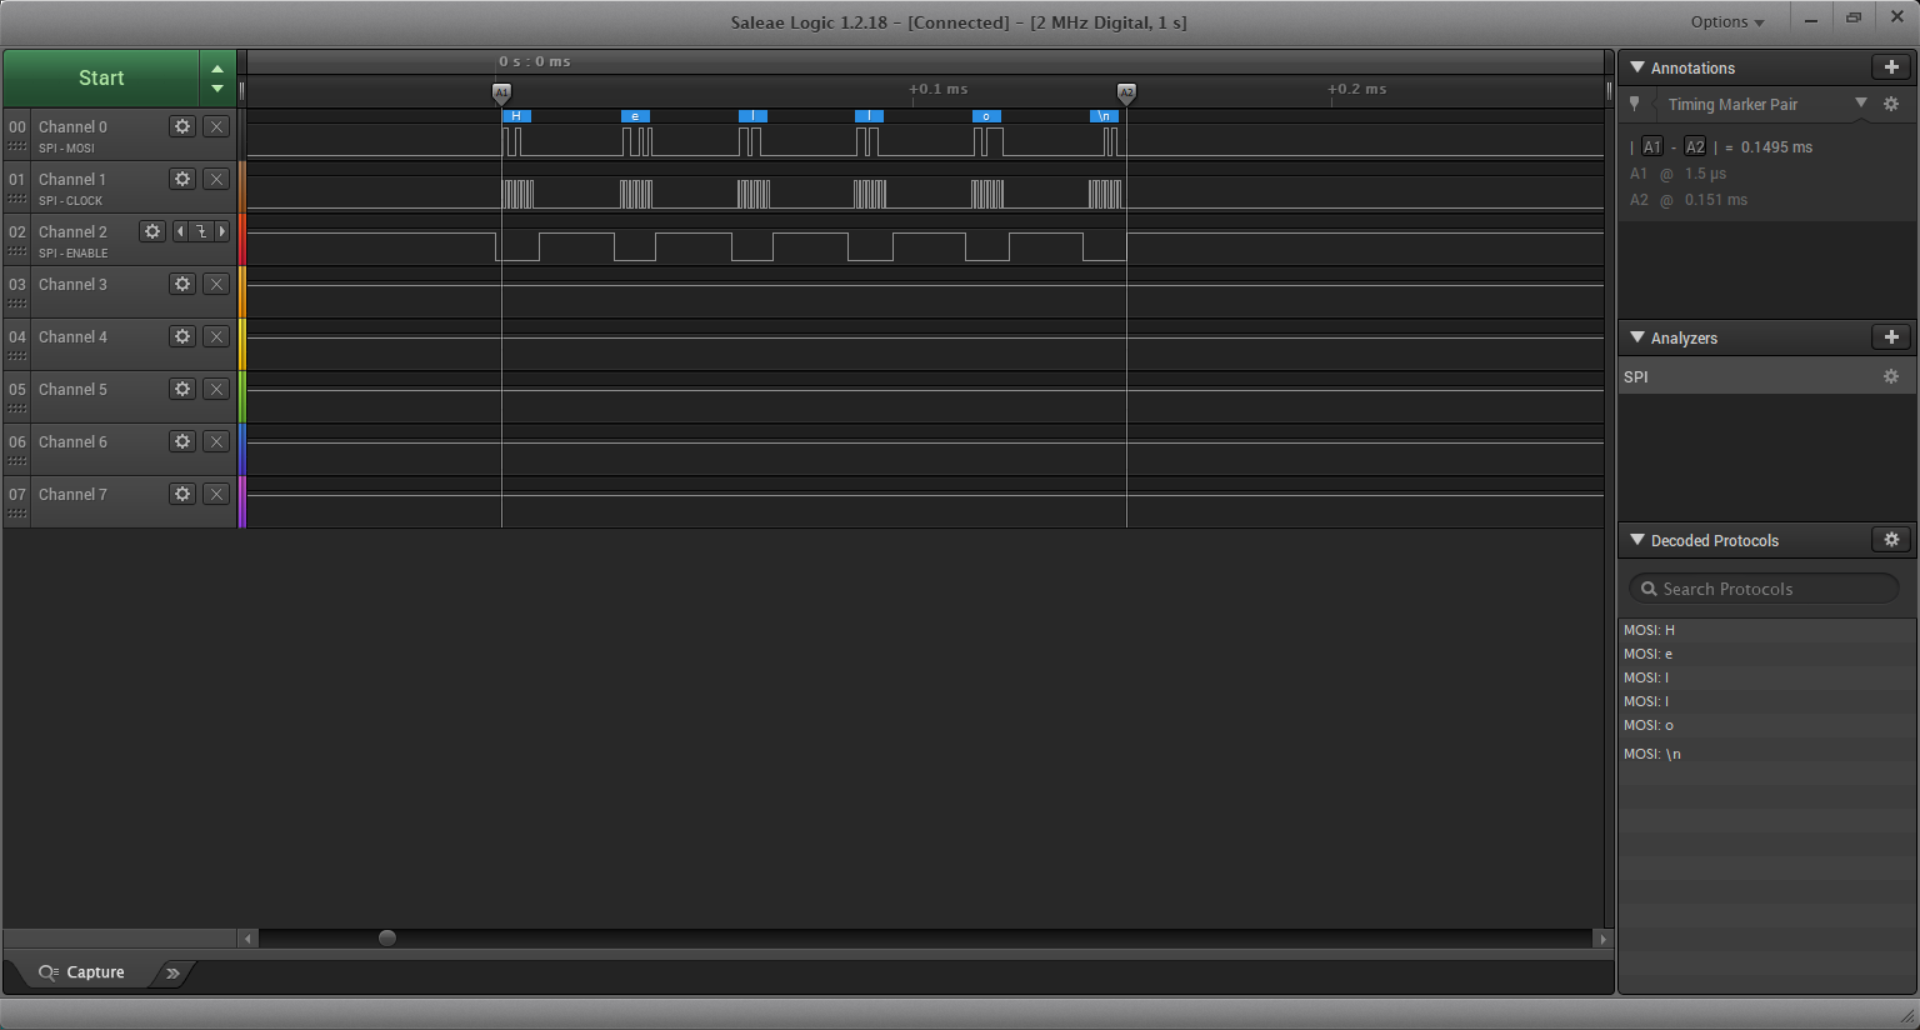 Saleae Logic 1.2.18 - [Connected] - [2 MHz Digital, 1 s]
Options
Start
0 s : 0 ms
+0.1 ms
+0.2 ms
A1
A2
H e l l o \n
00 Channel 0
SPI - MOSI
01 Channel 1
SPI - CLOCK
02 Channel 2
SPI - ENABLE
03 Channel 3
04 Channel 4
05 Channel 5
06 Channel 6
07 Channel 7
Capture
Annotations
Timing Marker Pair
| A1 - A2 | = 0.1495 ms
A1 @ 1.5 µs
A2 @ 0.151 ms
Analyzers
SPI
Decoded Protocols
Search Protocols
MOSI: H
MOSI: e
MOSI: l
MOSI: l
MOSI: o
MOSI: \n